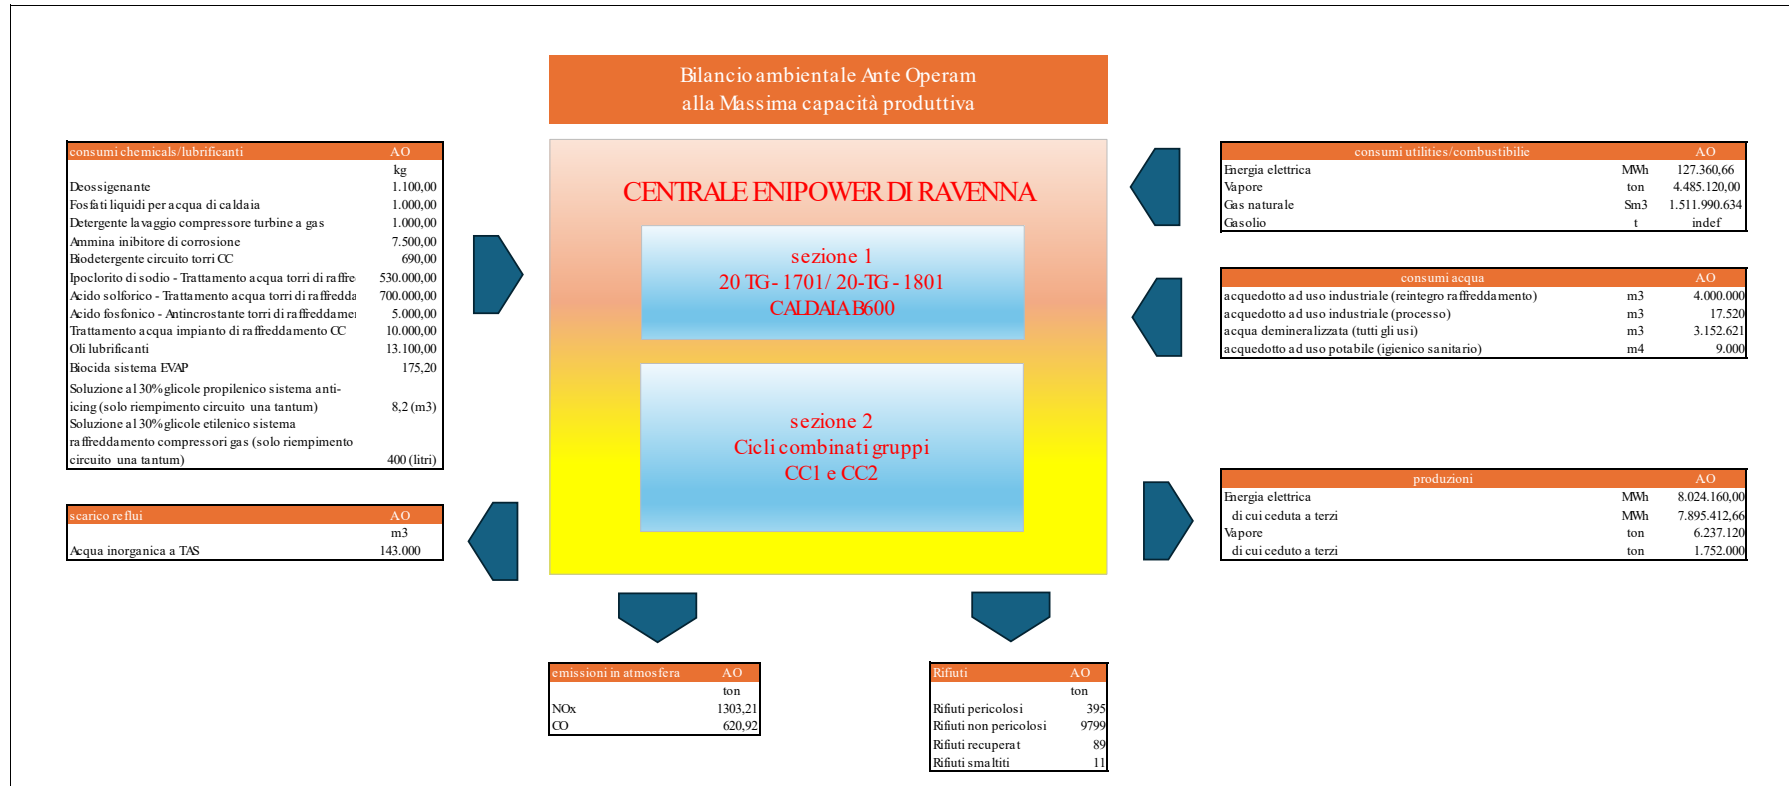 Bilancio ambientale Ante Operam
alla Massima capacità produttiva
consumi chemicals/lubrificanti AO
kg
Deossigenante 1.100,00
Fosfati liquidi per acqua di caldaia 1.000,00
Detergente lavaggio compressore turbine a gas 1.000,00
Ammina inibitore di corrosione 7.500,00
Biodetergente circuito torri CC 690,00
Ipoclorito di sodio - Trattamento acqua torri di raffre 530.000,00
Acido solforico - Trattamento acqua torri di raffredda 700.000,00
Acido fosfonico - Antincrostante torri di raffreddamer 5.000,00
Trattamento acqua impianto di raffreddamento CC 10.000,00
Oli lubrificanti 13.100,00
Biocida sistema EVAP 175,20
Soluzione al 30% glicole propilenico sistema anti-
icing (solo riempimento circuito una tantum) 8,2 (m3)
Soluzione al 30% glicole etilenico sistema
raffreddamento compressori gas (solo riempimento
circuito una tantum) 400 (litri)
scarico reflui AO
m3
Acqua inorganica a TAS 143.000
CENTRALE ENIPOWER DI RAVENNA
sezione 1
20 TG- 1701/ 20-TG- 1801
CALDAIA B600
sezione 2
Cicli combinati gruppi
CC1 e CC2
consumi utilities/combustibilie AO
Energia elettrica MWh 127.360,66
Vapore ton 4.485.120,00
Gas naturale Sm3 1.511.990.634
Gasolio t indef
consumi acqua AO
acquedotto ad uso industriale (reintegro raffreddamento) m3 4.000.000
acquedotto ad uso industriale (processo) m3 17.520
acqua demineralizzata (tutti gli usi) m3 3.152.621
acquedotto ad uso potabile (igienico sanitario) m4 9.000
produzioni AO
Energia elettrica MWh 8.024.160,00
di cui ceduta a terzi MWh 7.895.412,66
Vapore ton 6.237.120
di cui ceduto a terzi ton 1.752.000
emissioni in atmosfera AO
ton
NOx 1303,21
CO 620,92
Rifiuti AO
ton
Rifiuti pericolosi 395
Rifiuti non pericolosi 9799
Rifiuti recuperat 89
Rifiuti smaltiti 11